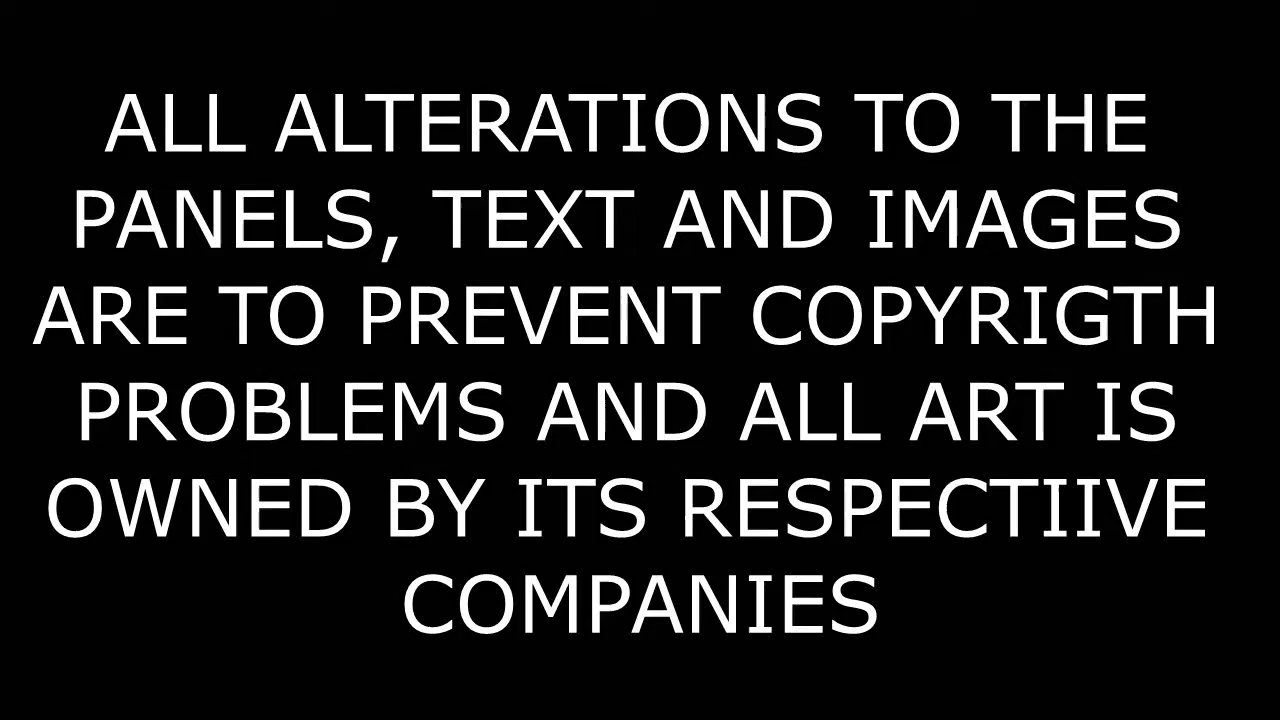 ALL ALTERATIONS TO THE
PANELS, TEXT AND IMAGES
ARE TO PREVENT COPYRIGTH
PROBLEMS AND ALL ART IS
OWNED BY ITS RESPECTIIVE
COMPANIES